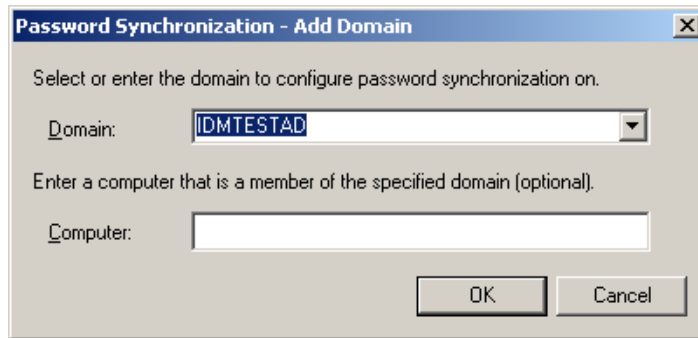 Password Synchronization - Add Domain
Select or enter the domain to configure password synchronization on.
Domain: IDMTESTAD
Enter a computer that is a member of the specified domain (optional).
Computer:
OK Cancel